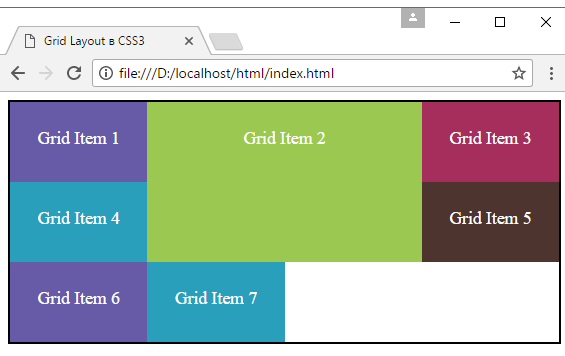 Grid Layout в CSS3
file:///D:/localhost/html/index.html
Grid Item 1
Grid Item 2
Grid Item 3
Grid Item 4
Grid Item 5
Grid Item 6
Grid Item 7